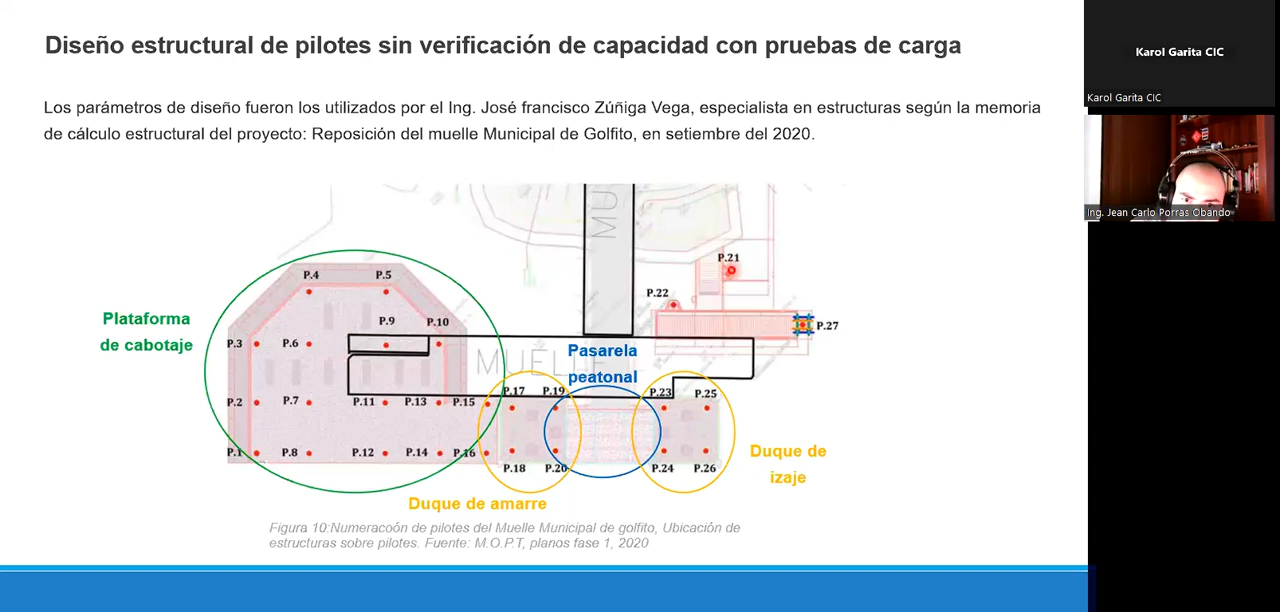 Diseño estructural de pilotes sin verificación de capacidad con pruebas de carga
Los parámetros de diseño fueron los utilizados por el Ing. José francisco Zúñiga Vega, especialista en estructuras según la memoria
de cálculo estructural del proyecto: Reposición del muelle Municipal de Golfito, en setiembre del 2020.
Karol Garita CIC
Karol Garita CIC
Ing. Jean Carlo Porras Obando
MU
P.21
P.4
P.5
P.22
Plataforma
de cabotaje
P.9
P.10
P.27
P.3
P.6
MUELLE
Pasarela
peatonal
P.17
P.19
P.23
P.25
P.2
P.7
P.11
P.13
P.15
P.1
P.8
P.12
P.14
P.16
P.18
P.20
P.24
P.26
Duque de
izaje
Duque de amarre
Figura 10:Numeracoón de pilotes del Muelle Municipal de golfito, Ubicación de
estructuras sobre pilotes. Fuente: M.O.P.T, planos fase 1, 2020